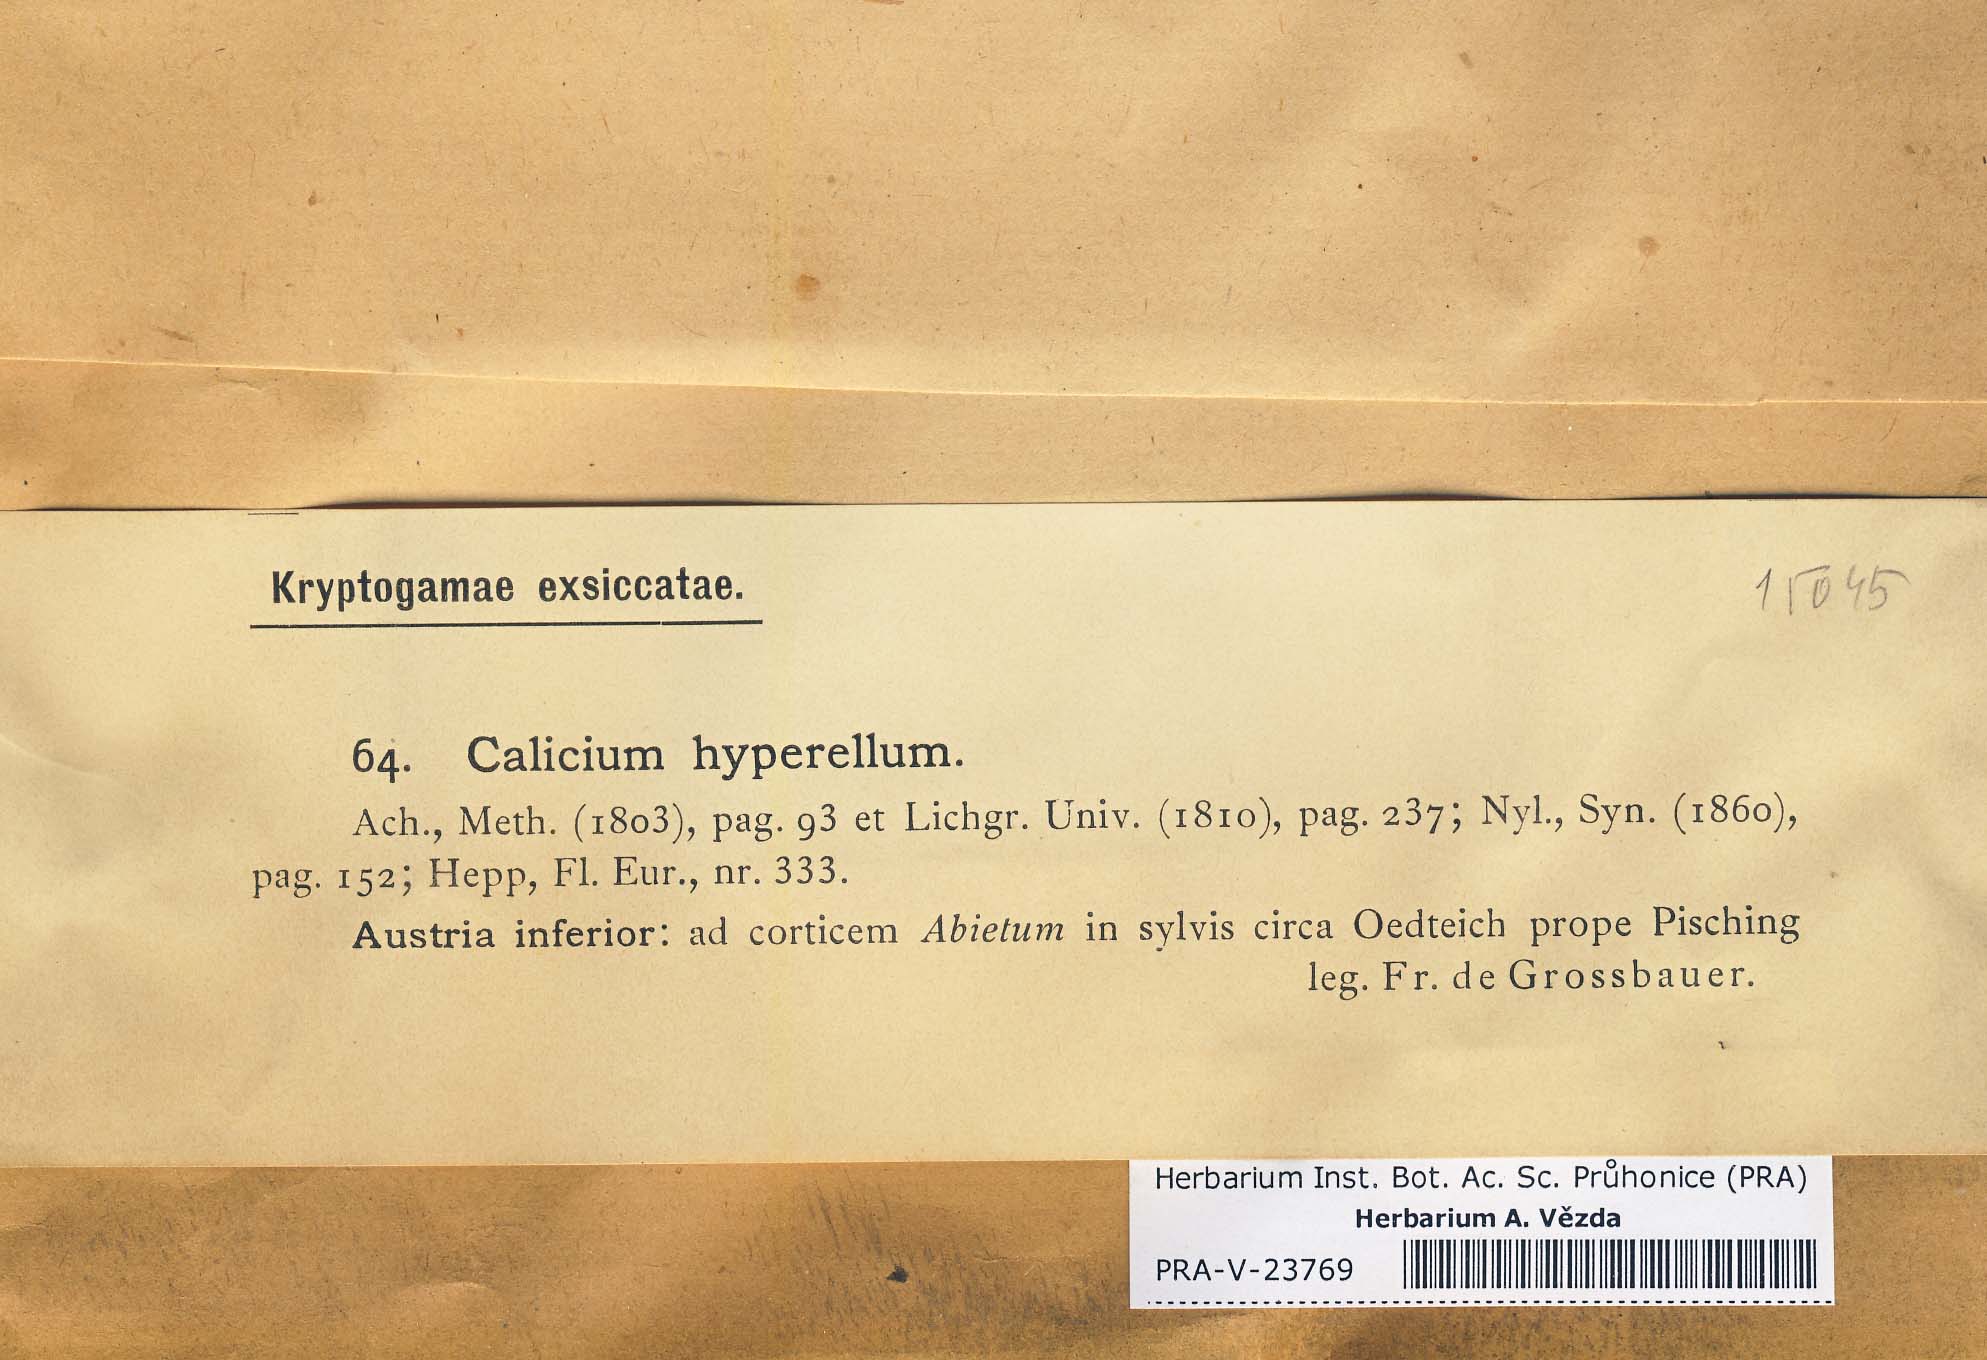 Kryptogamae exsiccatae.
15045
64. Calicium hyperellum.
Ach., Meth. (1803), pag. 93 et Lichgr. Univ. (1810), pag. 237; Nyl., Syn. (1860),
pag. 152; Hepp, Fl. Eur., nr. 333.
Austria inferior: ad corticem Abietum in sylvis circa Oedteich prope Pisching
leg. Fr. de Grossbauer.
Herbarium Inst. Bot. Ac. Sc. Průhonice (PRA)
Herbarium A. Vězda
PRA-V-23769